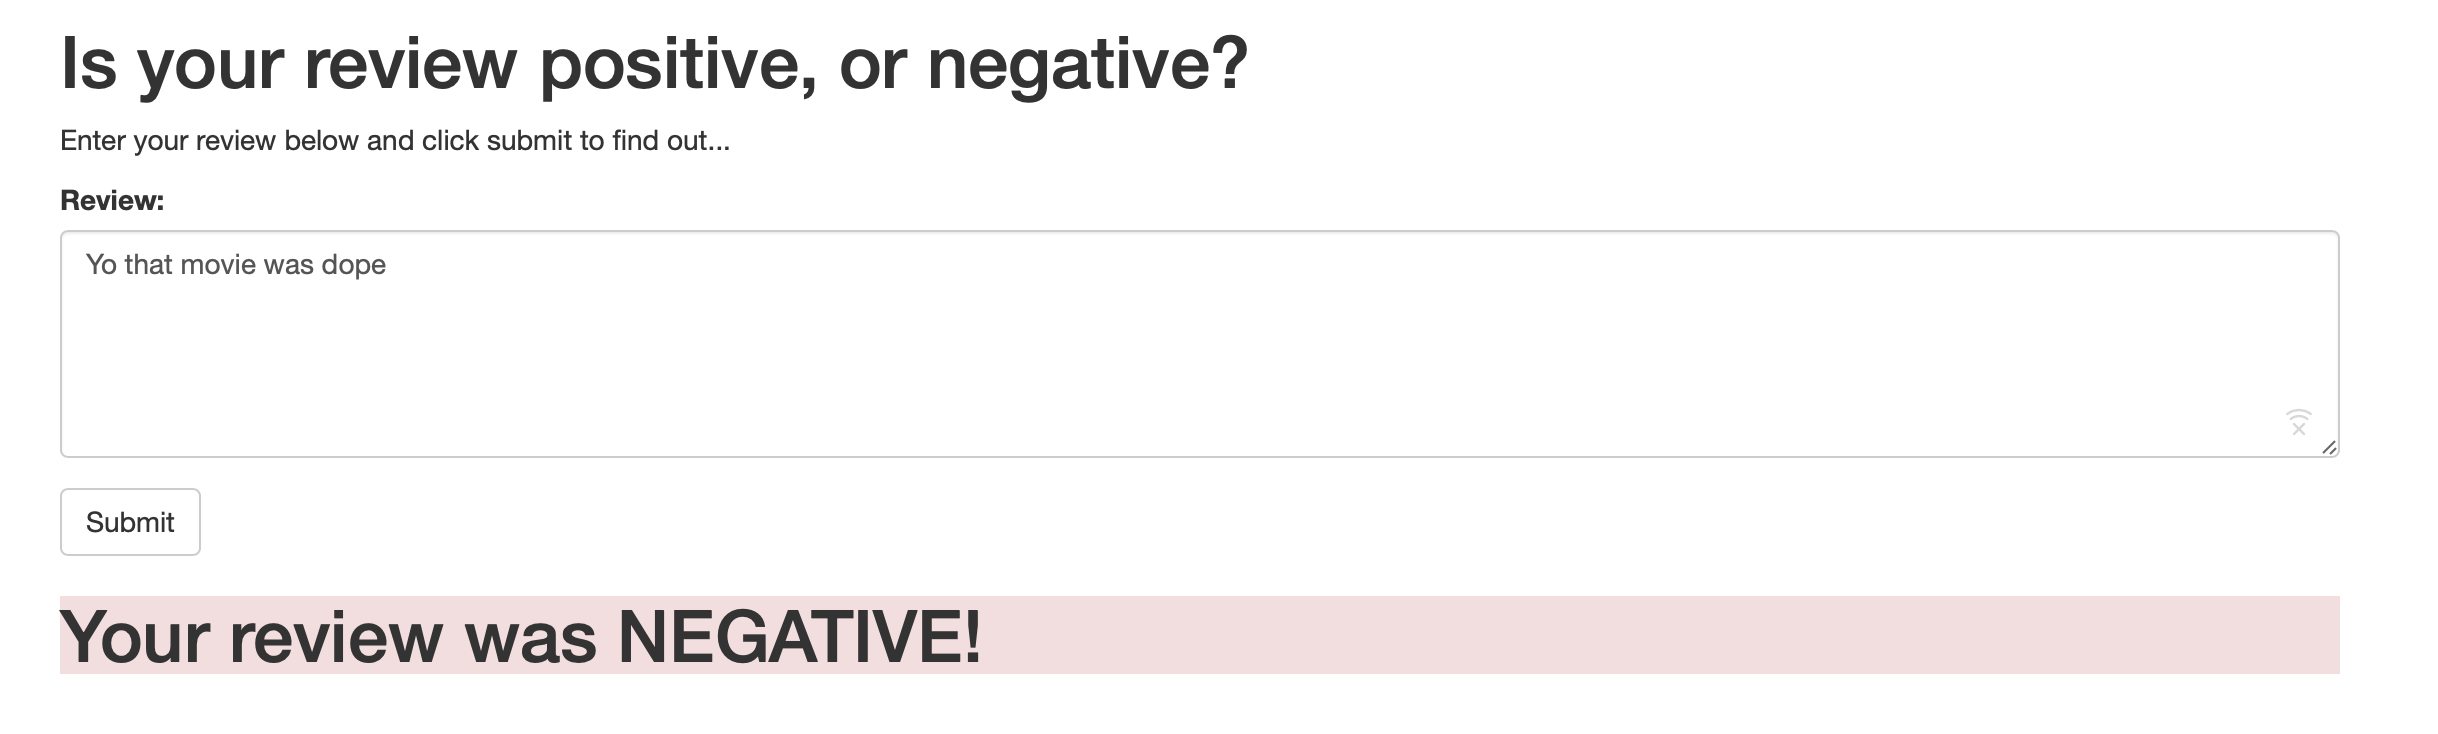 Is your review positive, or negative?
Enter your review below and click submit to find out...
Review:
Yo that movie was dope
Submit
Your review was NEGATIVE!